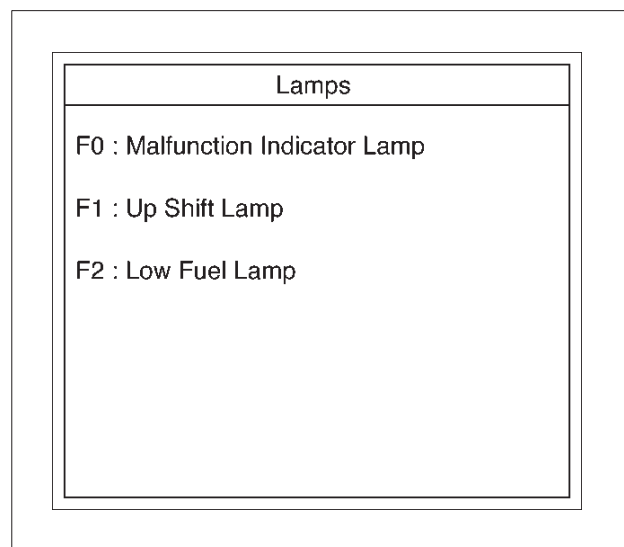 Lamps
F0 : Malfunction Indicator Lamp
F1 : Up Shift Lamp
F2 : Low Fuel Lamp